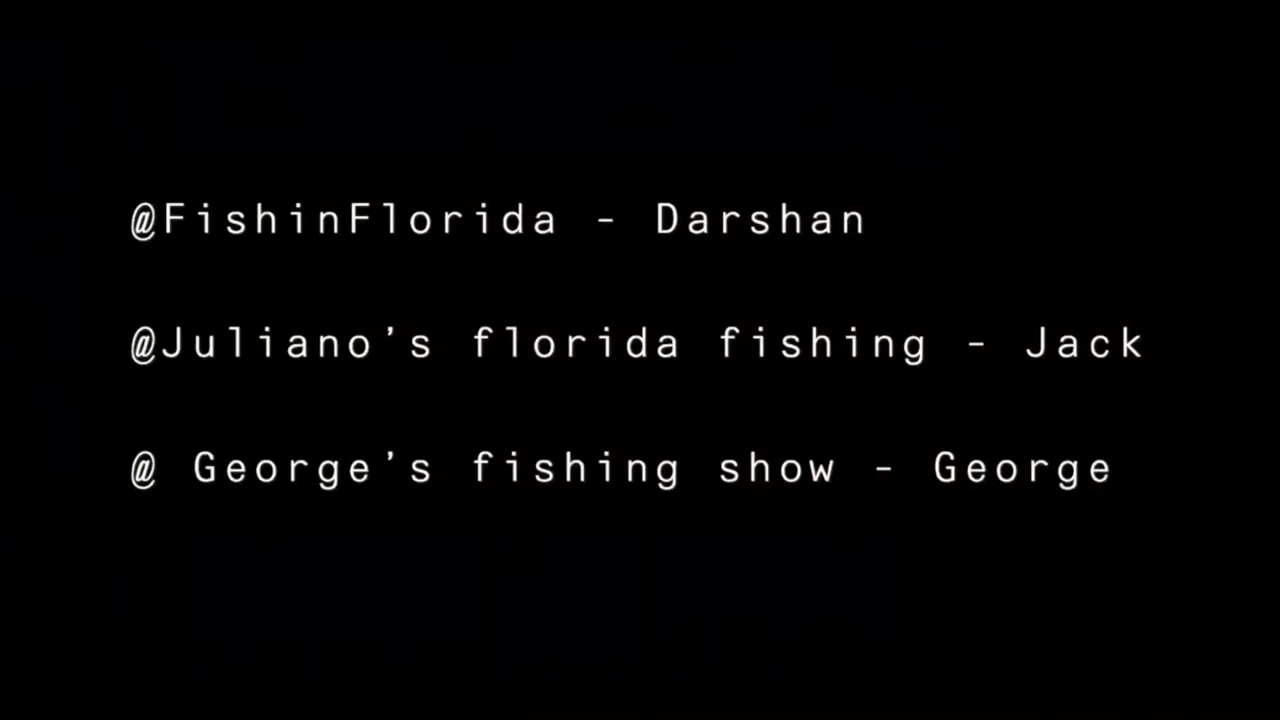 @FishinFlorida - Darshan
@Juliano’s florida fishing - Jack
@ George’s fishing show - George